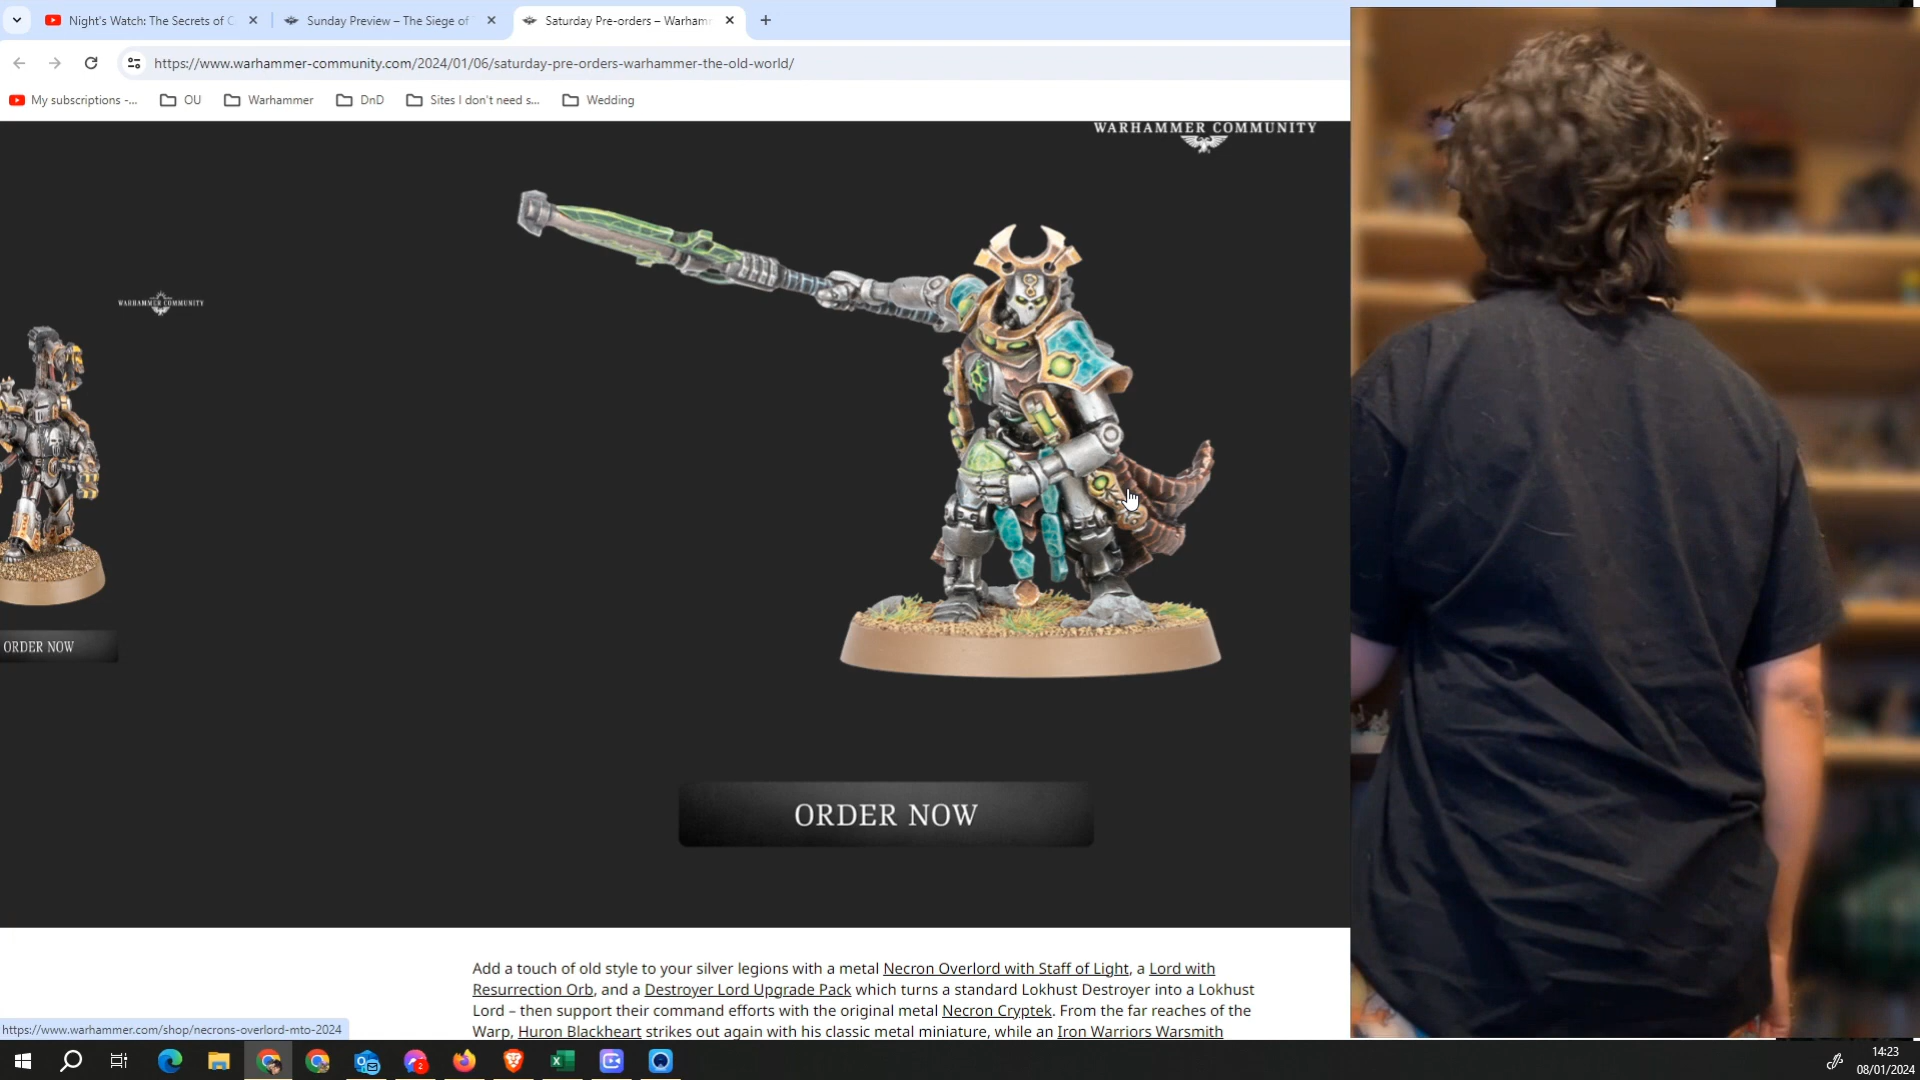 Night's Watch: The Secrets of C
Sunday Preview – The Siege of
Saturday Pre-orders – Warham
https://www.warhammer-community.com/2024/01/06/saturday-pre-orders-warhammer-the-old-world/
My subscriptions -...
OU
Warhammer
DnD
Sites I don't need s...
Wedding
WARHAMMER COMMUNITY
WARHAMMER COMMUNITY
ORDER NOW
ORDER NOW
Add a touch of old style to your silver legions with a metal Necron Overlord with Staff of Light, a Lord with
Resurrection Orb, and a Destroyer Lord Upgrade Pack which turns a standard Lokhust Destroyer into a Lokhust
Lord – then support their command efforts with the original metal Necron Cryptek. From the far reaches of the
Warp, Huron Blackheart strikes out again with his classic metal miniature, while an Iron Warriors Warsmith
https://www.warhammer.com/shop/necrons-overlord-mto-2024
2
14:23
08/01/2024